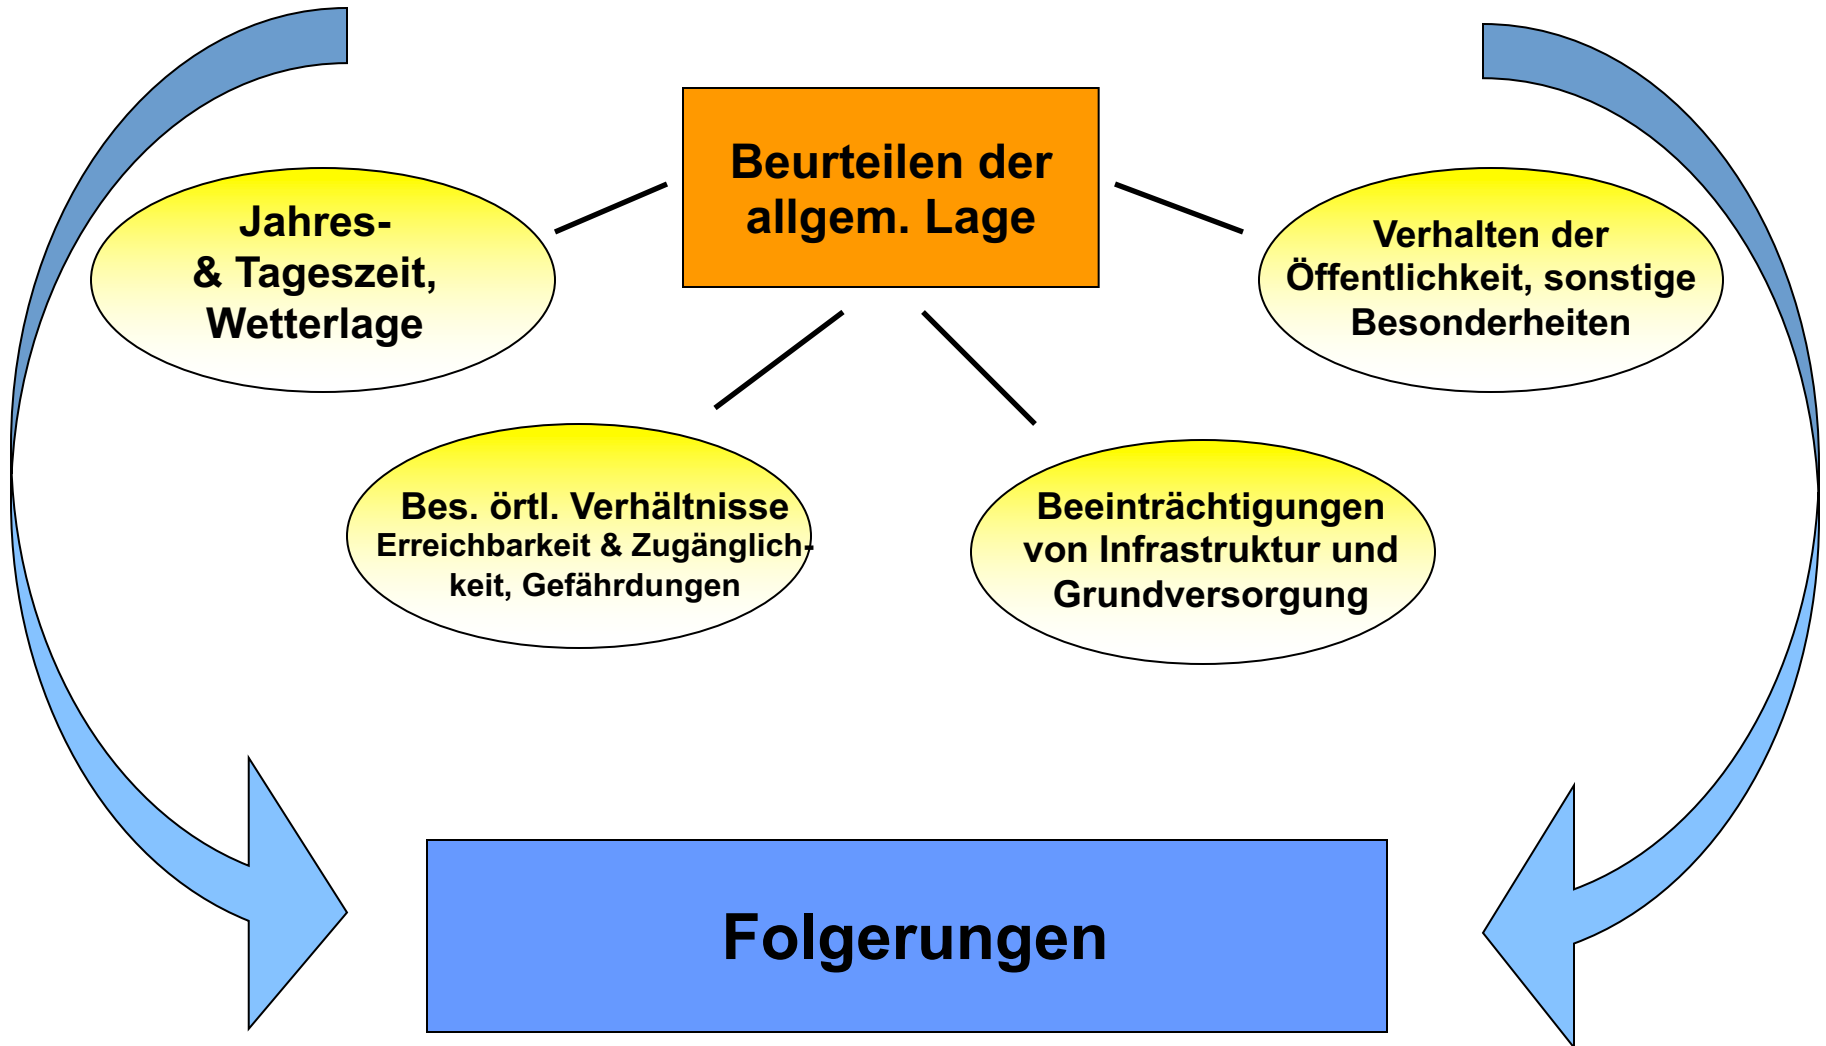 Beurteilen der
allgem. Lage
Jahres-
& Tageszeit,
Wetterlage
Verhalten der
Öffentlichkeit, sonstige
Besonderheiten
Bes. örtl. Verhältnisse
Erreichbarkeit & Zugänglich-
keit, Gefährdungen
Beeinträchtigungen
von Infrastruktur und
Grundversorgung
Folgerungen